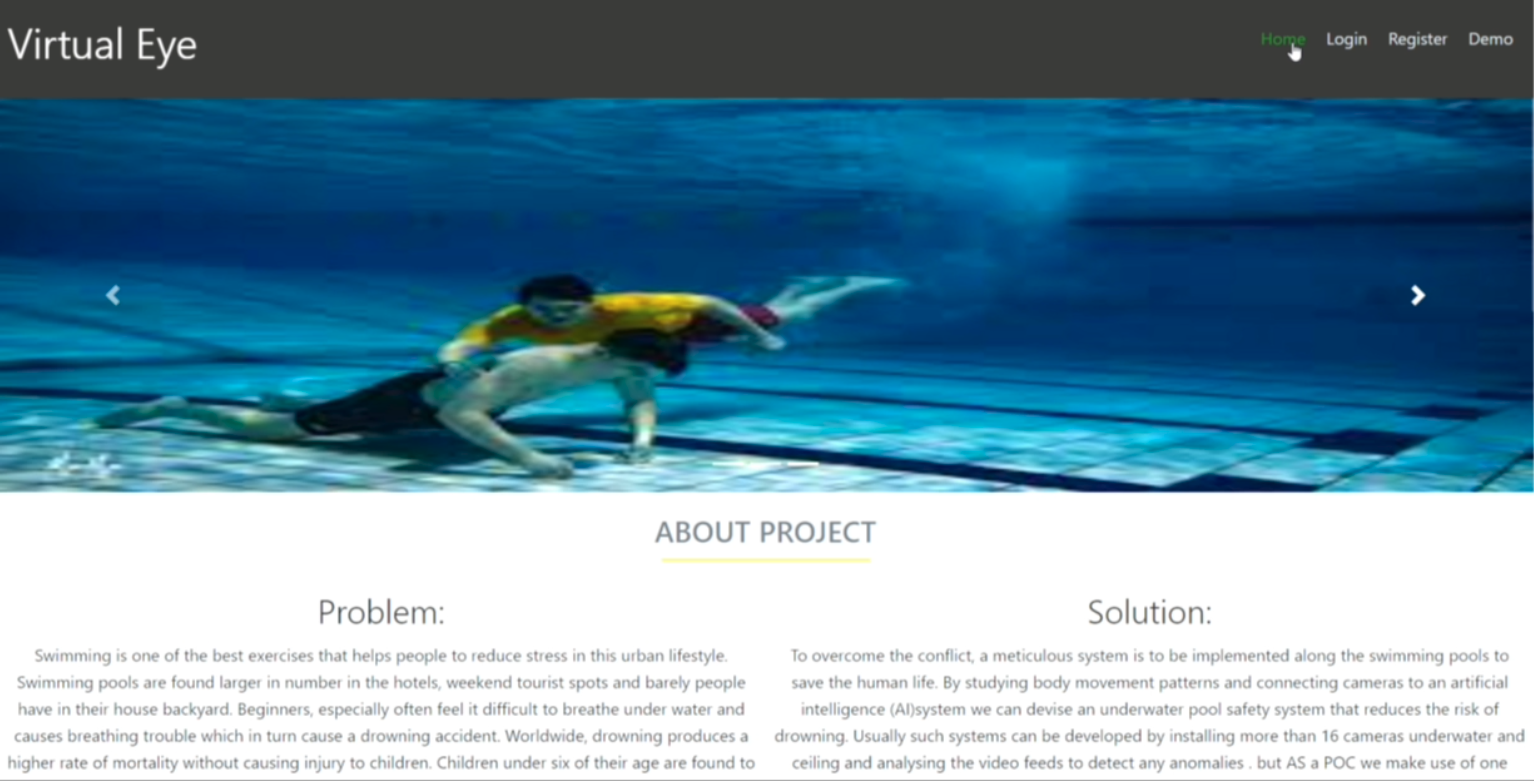 Virtual Eye
Home Login Register Demo
ABOUT PROJECT
Problem:
Swimming is one of the best exercises that helps people to reduce stress in this urban lifestyle.
Swimming pools are found larger in number in the hotels, weekend tourist spots and barely people
have in their house backyard. Beginners, especially often feel it difficult to breathe under water and
causes breathing trouble which in turn cause a drowning accident. Worldwide, drowning produces a
higher rate of mortality without causing injury to children. Children under six of their age are found to
Solution:
To overcome the conflict, a meticulous system is to be implemented along the swimming pools to
save the human life. By studying body movement patterns and connecting cameras to an artificial
intelligence (AI)system we can devise an underwater pool safety system that reduces the risk of
drowning. Usually such systems can be developed by installing more than 16 cameras underwater and
ceiling and analysing the video feeds to detect any anomalies . but AS a POC we make use of one